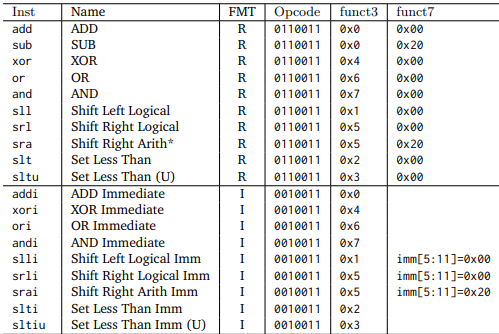 Inst Name FMT Opcode funct3 funct7
add ADD R 0110011 0x0 0x00
sub SUB R 0110011 0x0 0x20
xor XOR R 0110011 0x4 0x00
or OR R 0110011 0x6 0x00
and AND R 0110011 0x7 0x00
sll Shift Left Logical R 0110011 0x1 0x00
srl Shift Right Logical R 0110011 0x5 0x00
sra Shift Right Arith* R 0110011 0x5 0x20
slt Set Less Than R 0110011 0x2 0x00
sltu Set Less Than (U) R 0110011 0x3 0x00
addi ADD Immediate I 0010011 0x0
xori XOR Immediate I 0010011 0x4
ori OR Immediate I 0010011 0x6
andi AND Immediate I 0010011 0x7
slli Shift Left Logical Imm I 0010011 0x1 imm[5:11]=0x00
srli Shift Right Logical Imm I 0010011 0x5 imm[5:11]=0x00
srai Shift Right Arith Imm I 0010011 0x5 imm[5:11]=0x20
slti Set Less Than Imm I 0010011 0x2
sltiu Set Less Than Imm (U) I 0010011 0x3